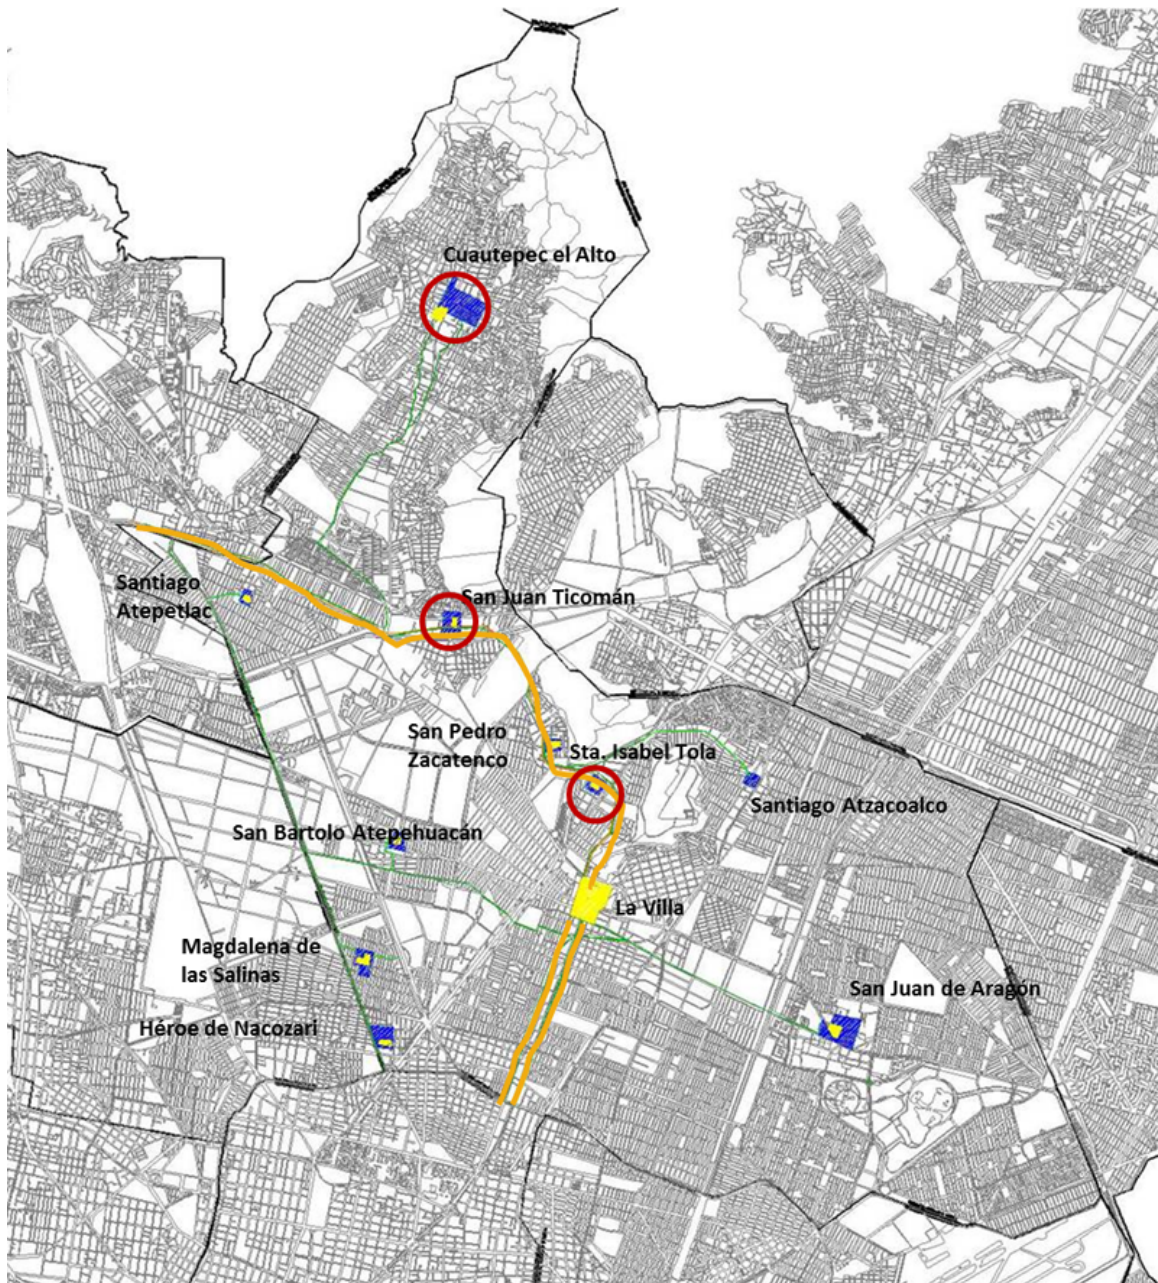 Cuautepec el Alto
San Juan Ticomán
Santiago
Atepetlac
San Pedro
Zacatenco
Sta. Isabel Tola
Santiago Atzacoalco
San Bartolo Atepehuacán
La Villa
Magdalena de
las Salinas
San Juan de Aragón
Héroe de Nacozari